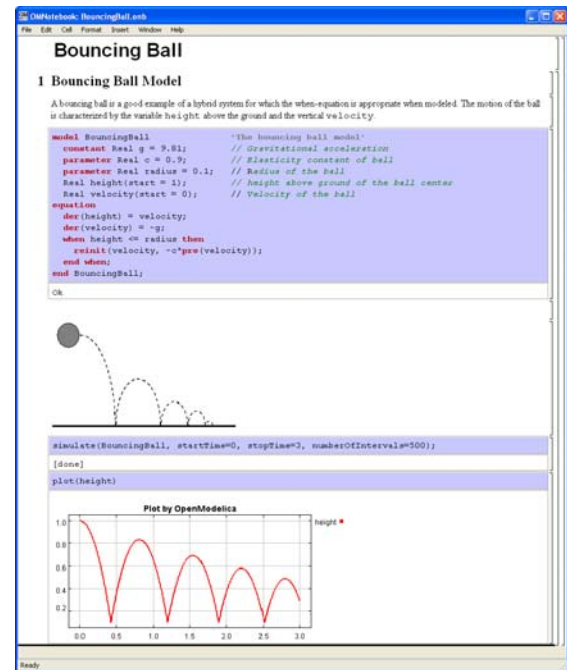 OMNotebook: BouncingBall.onb
File Edit Cell Format Insert Window Help
Bouncing Ball
1 Bouncing Ball Model
A bouncing ball is a good example of a hybrid system for which the when-equation is appropriate when modeled. The motion of the ball
is characterized by the variable height above the ground and the vertical velocity.
model BouncingBall "The bouncing ball model"
constant Real g = 9.81; // Gravitational acceleration
parameter Real c = 0.9; // Elasticity constant of ball
parameter Real radius = 0.1; // Radius of the ball
Real height(start = 1); // height above ground of the ball center
Real velocity(start = 0); // Velocity of the ball
equation
der(height) = velocity;
der(velocity) = -g;
when height <= radius then
reinit(velocity, -c*pre(velocity));
end when;
end BouncingBall;
Ok
simulate(BouncingBall, startTime=0, stopTime=3, numberOfIntervals=500);
[done]
plot(height)
Plot by OpenModelica
height
1.0
0.8
0.6
0.4
0.2
0.0 0.5 1.0 1.5 2.0 2.5 3.0
Ready